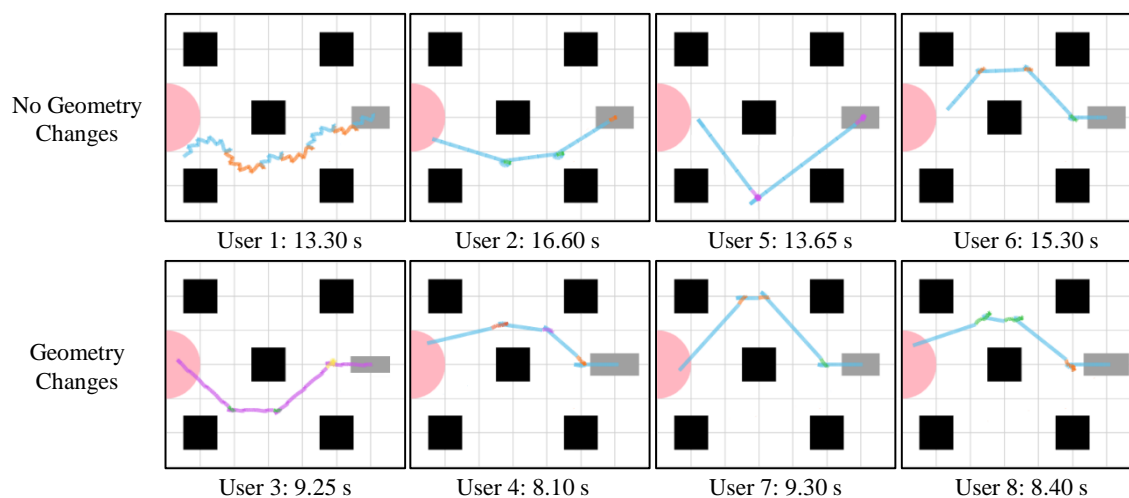 No Geometry
Changes
User 1: 13.30 s
User 2: 16.60 s
User 5: 13.65 s
User 6: 15.30 s
Geometry
Changes
User 3: 9.25 s
User 4: 8.10 s
User 7: 9.30 s
User 8: 8.40 s